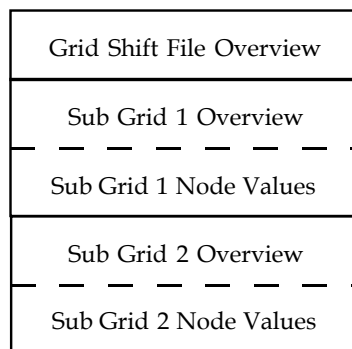 Grid Shift File Overview
Sub Grid 1 Overview
Sub Grid 1 Node Values
Sub Grid 2 Overview
Sub Grid 2 Node Values